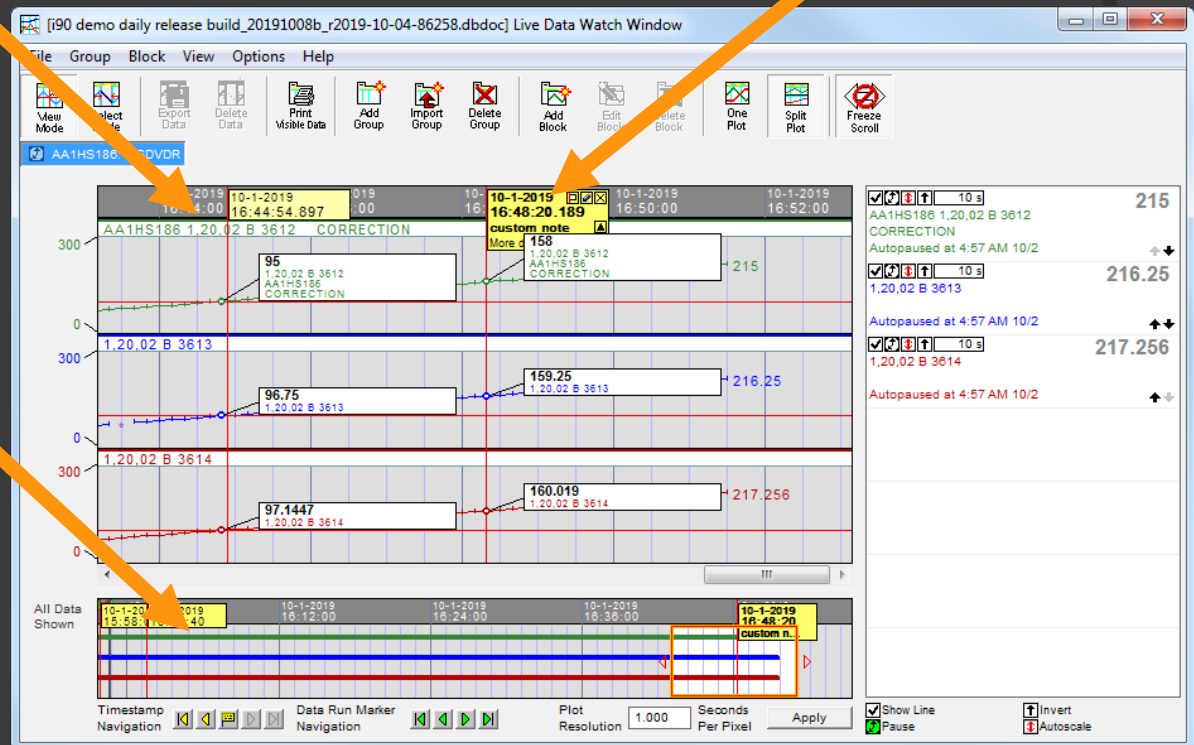 [i90 demo daily release build_20191008b_r2019-10-04-86258.dbdoc] Live Data Watch Window
File Group Block View Options Help
View Mode
Select
Export Data
Delete Data
Print Visible Data
Add Group
Import Group
Delete Group
Add Block
Edit Block
Delete Block
One Plot
Split Plot
Freeze Scroll
AA1HS186 DVDR
10-1-2019
16:44:54.897
10-1-2019
16:48:20.189
custom note
10-1-2019
16:50:00
10-1-2019
16:52:00
AA1HS186 1,20,02 B 3612 CORRECTION
300
0
95
1,20,02 B 3612
AA1HS186
CORRECTION
158
1,20,02 B 3612
AA1HS186
CORRECTION
215
1,20,02 B 3613
300
0
96.75
1,20,02 B 3613
159.25
1,20,02 B 3613
216.25
1,20,02 B 3614
300
0
97.1447
1,20,02 B 3614
160.019
1,20,02 B 3614
217.256
10 s
215
AA1HS186 1,20,02 B 3612
CORRECTION
Autopaused at 4:57 AM 10/2
10 s
216.25
1,20,02 B 3613
Autopaused at 4:57 AM 10/2
10 s
217.256
1,20,02 B 3614
Autopaused at 4:57 AM 10/2
All Data
Shown
10-1-2019
16:12:00
10-1-2019
16:24:00
10-1-2019
16:36:00
10-1-2019
16:48:20
custom n...
Timestamp
Navigation
Data Run Marker
Navigation
Plot
Resolution
1.000
Seconds
Per Pixel
Apply
Show Line
Pause
Invert
Autoscale